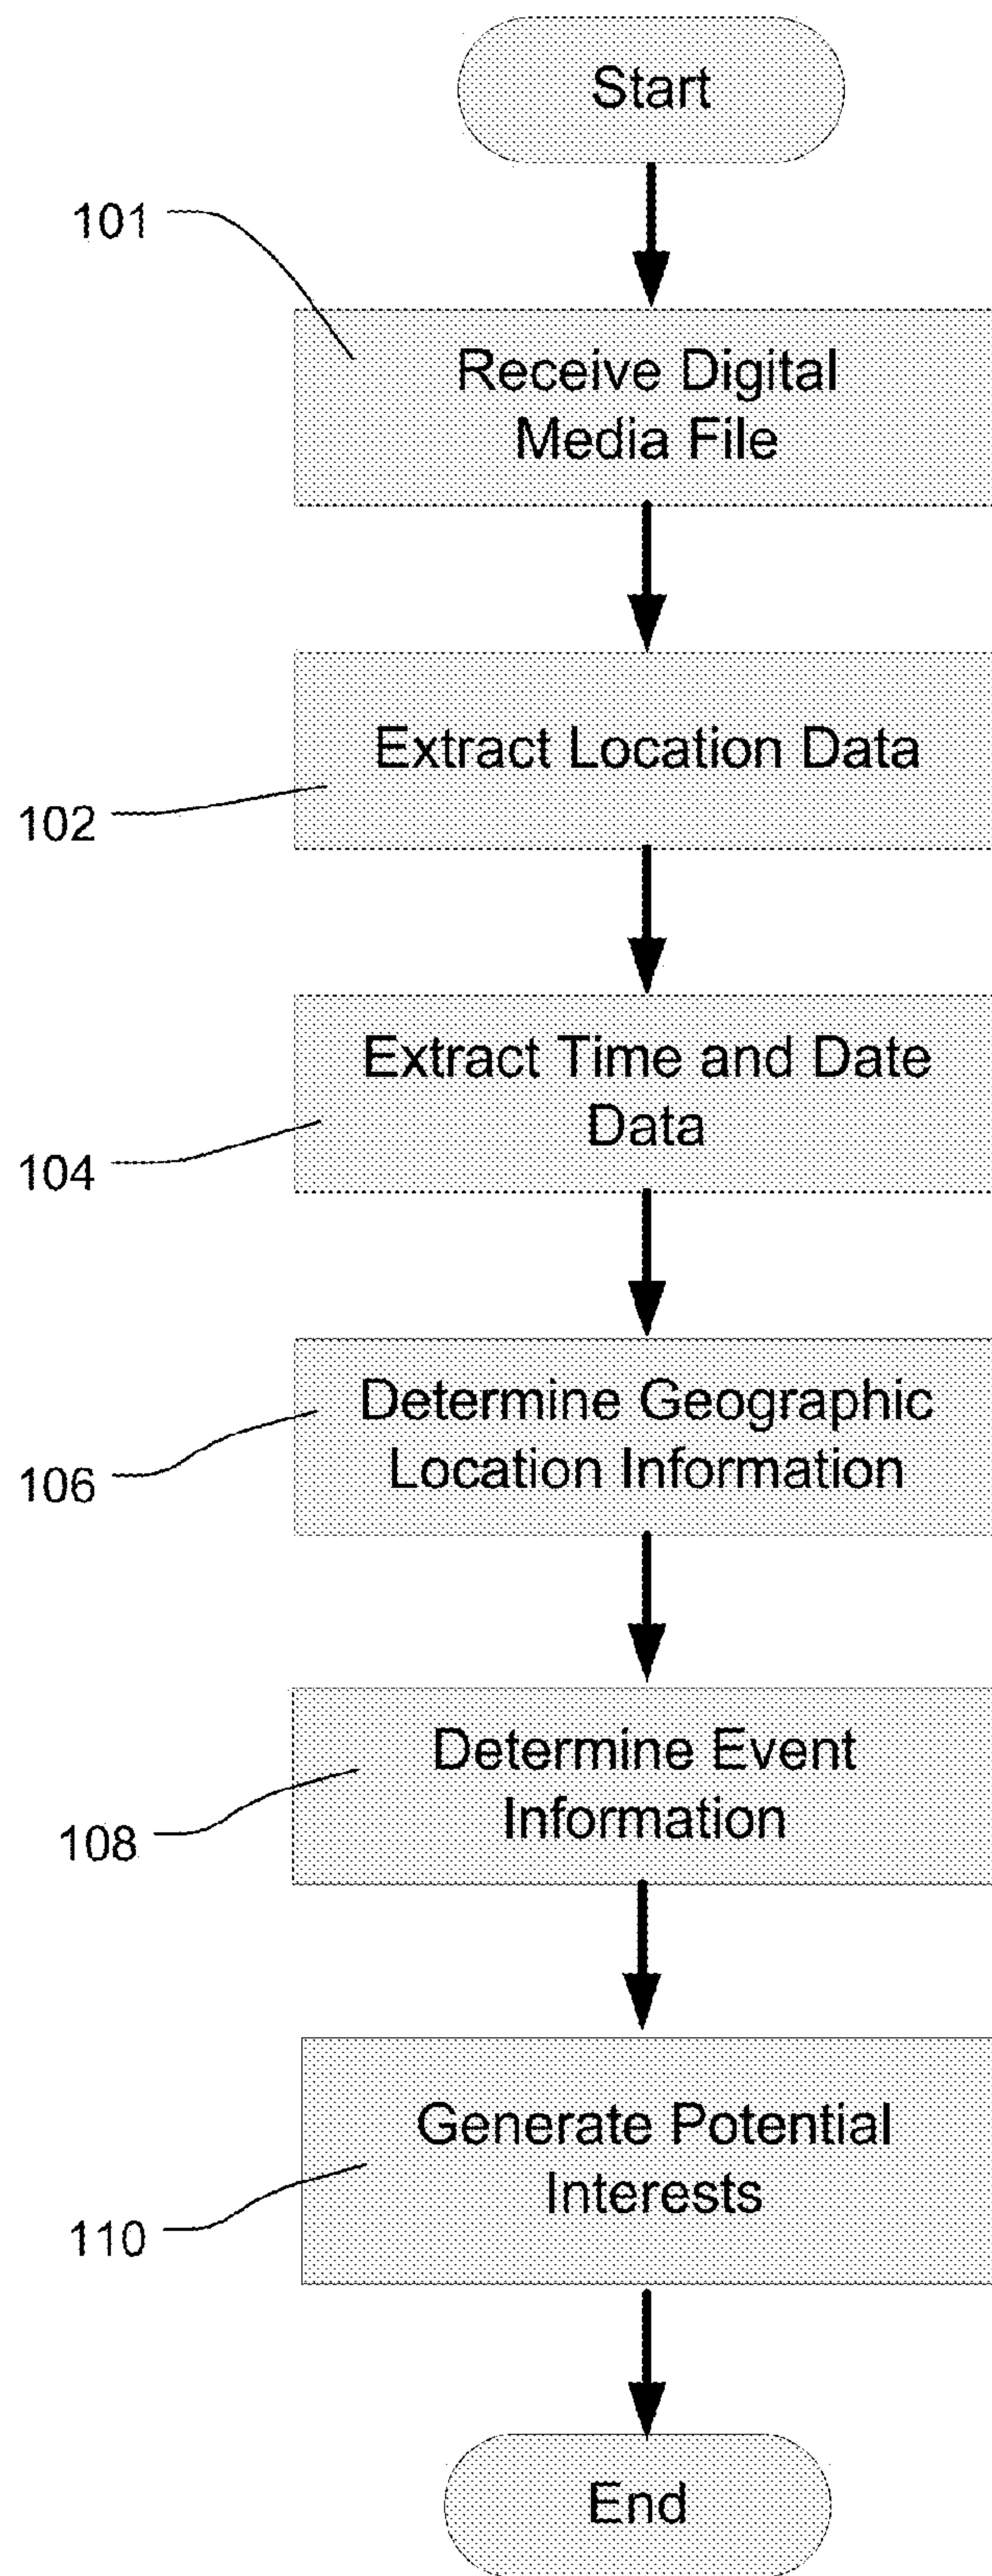 Start
101
Receive Digital
Media File
Extract Location Data
102
Extract Time and Date
Data
104
Determine Geographic
Location Information
106
Determine Event
Information
108
Generate Potential
Interests
110
End